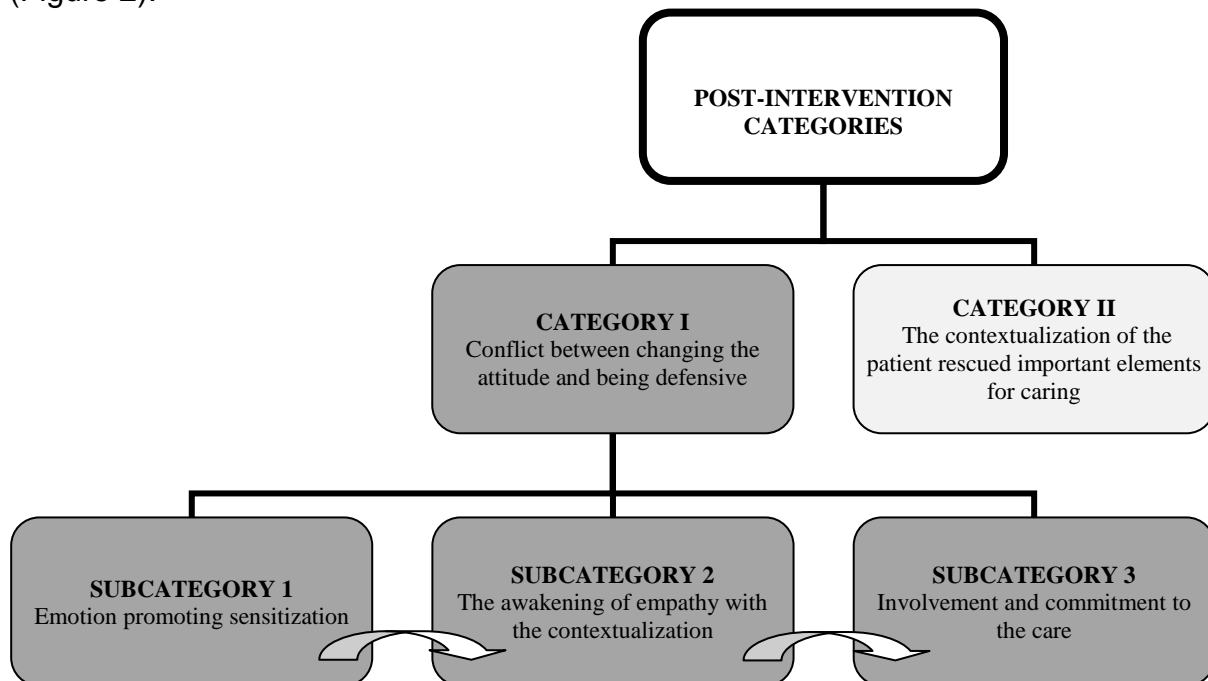 (Figure 2).
POST-INTERVENTION
CATEGORIES
CATEGORY I
Conflict between changing the
attitude and being defensive
CATEGORY II
The contextualization of the
patient rescued important elements
for caring
SUBCATEGORY 1
Emotion promoting sensitization
SUBCATEGORY 2
The awakening of empathy with
the contextualization
SUBCATEGORY 3
Involvement and commitment to
the care